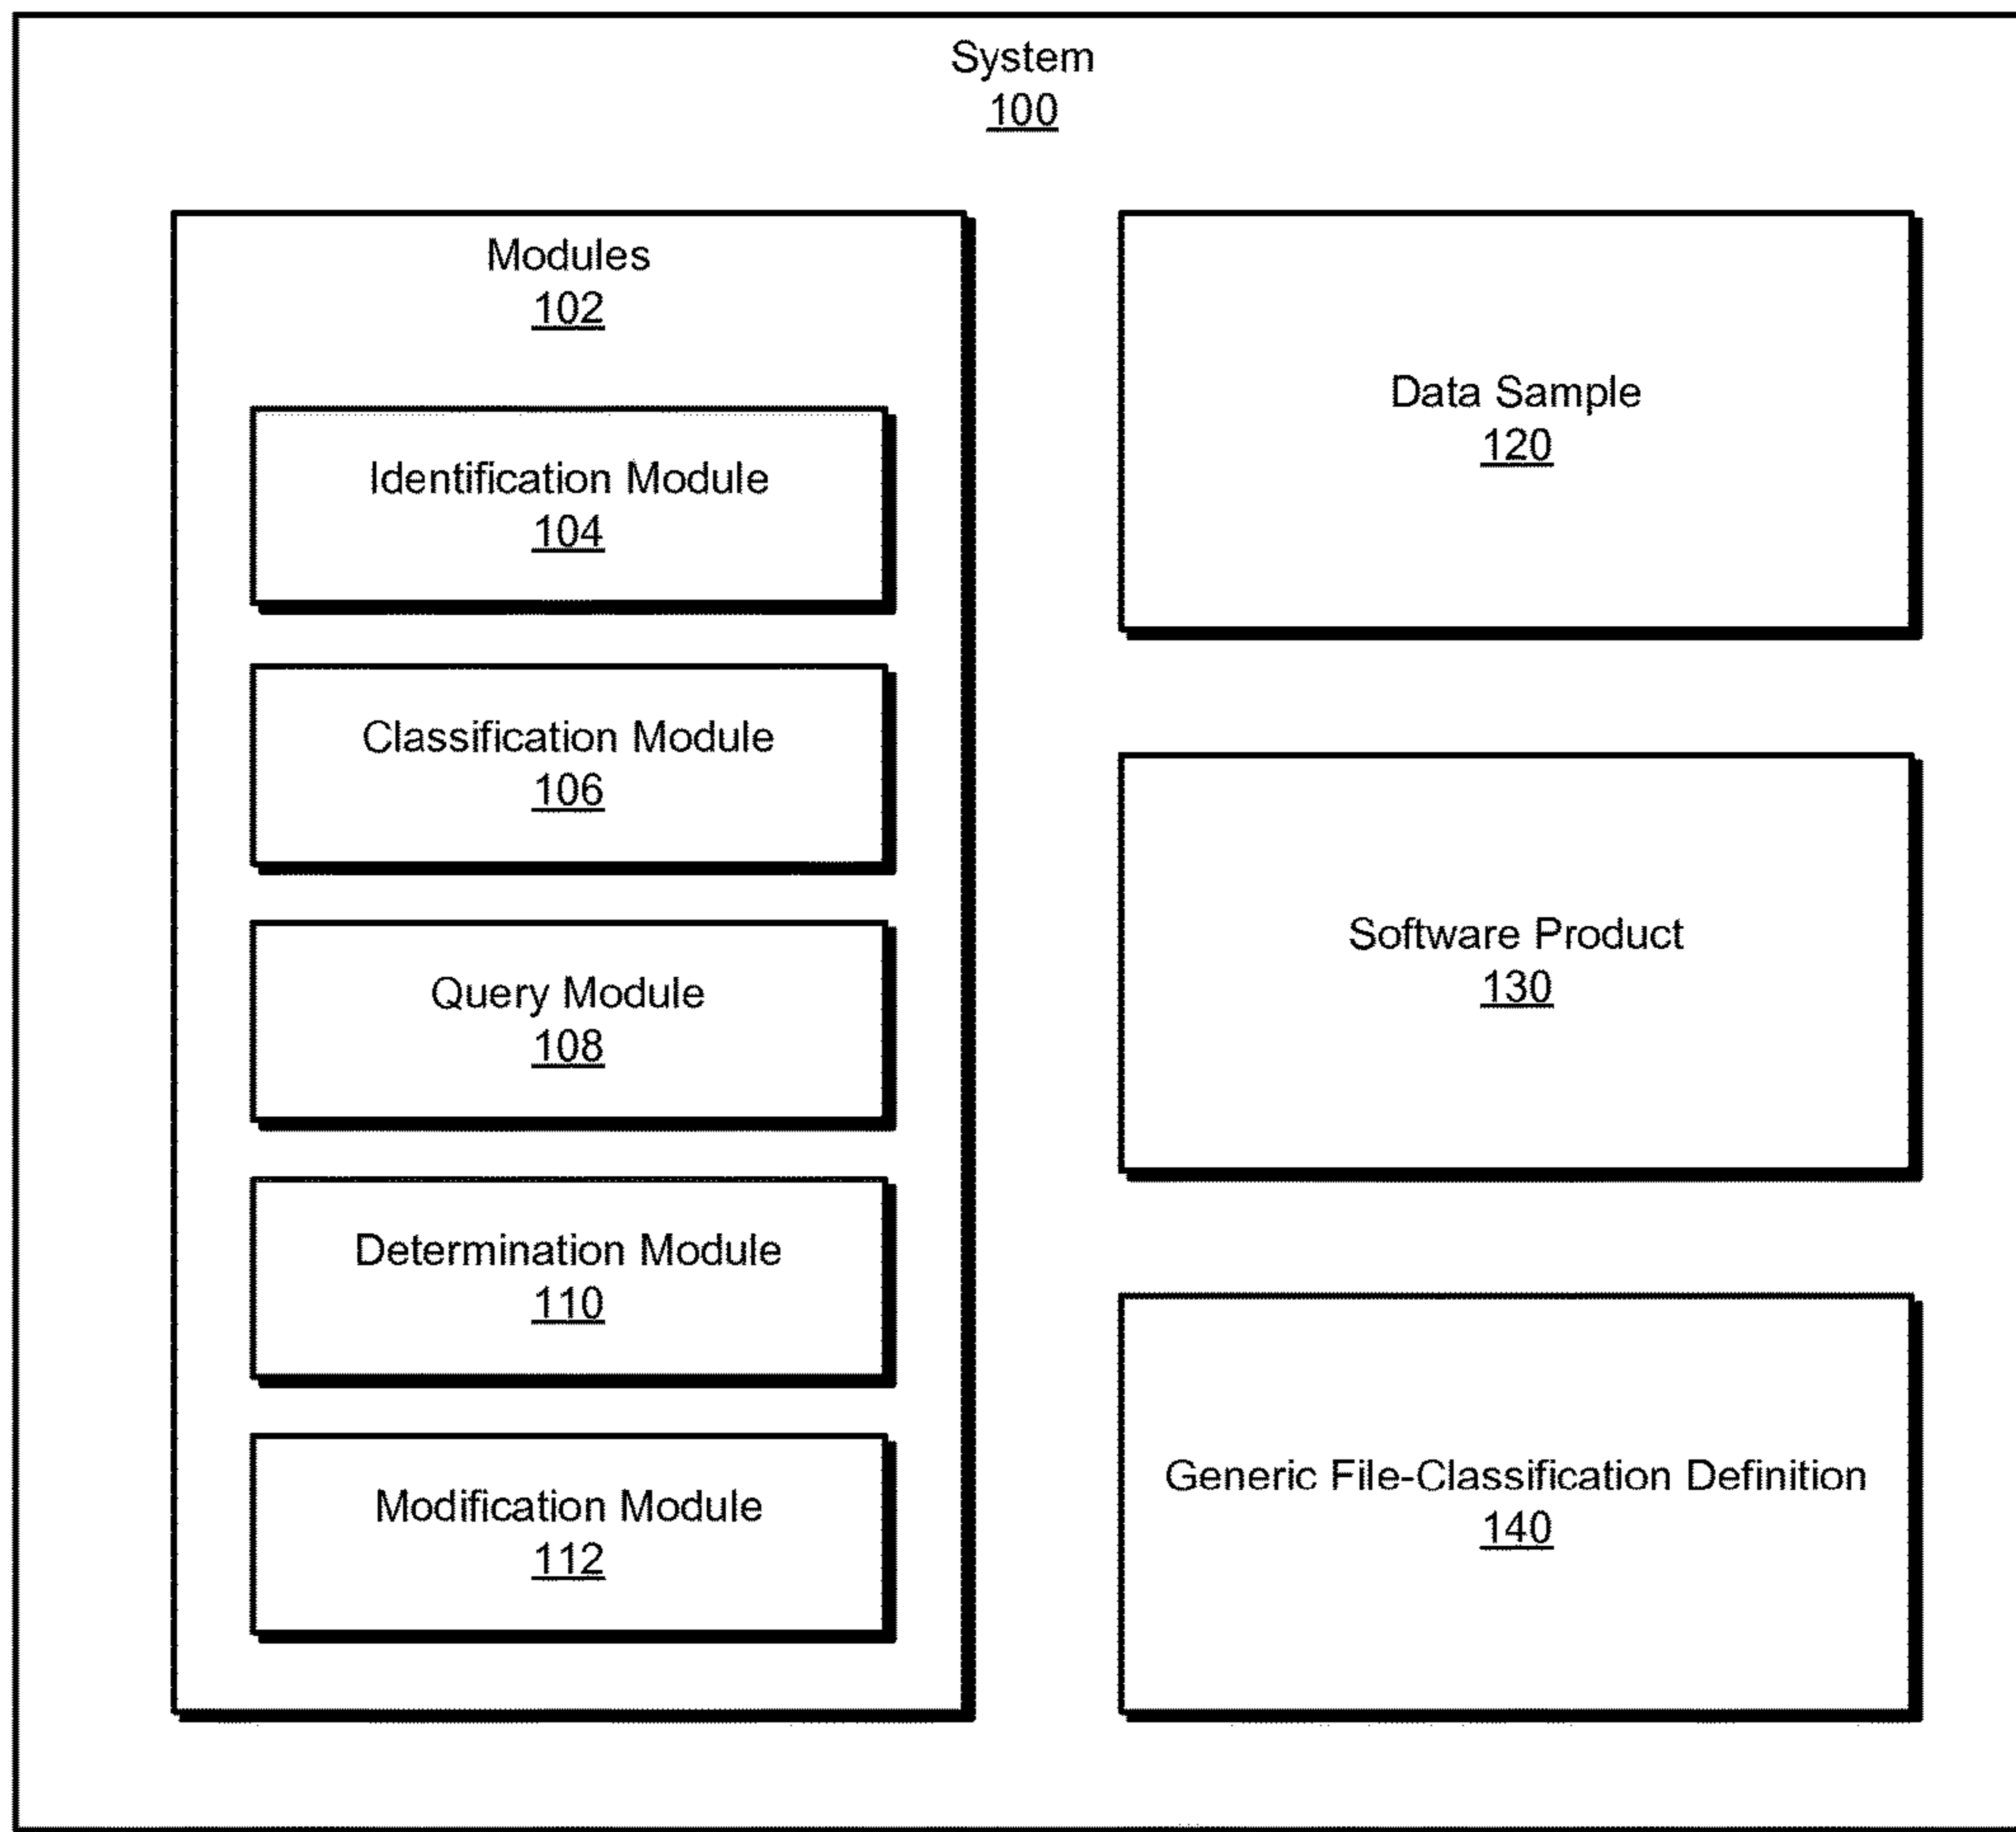 System
100
Modules
102
Identification Module
104
Classification Module
106
Query Module
108
Determination Module
110
Modification Module
112
Data Sample
120
Software Product
130
Generic File-Classification Definition
140